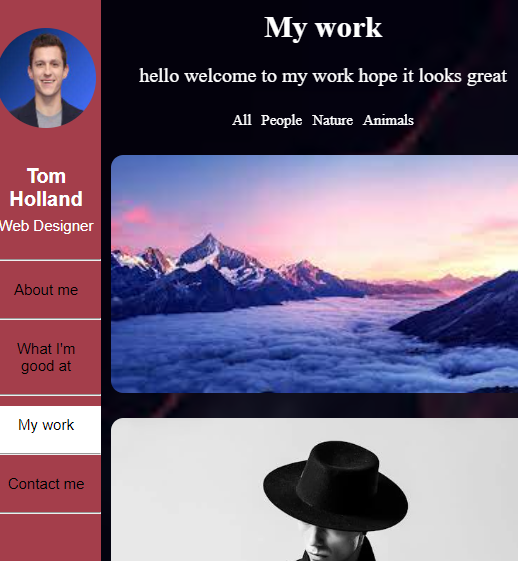 Tom
Holland
Web Designer
About me
What I'm
good at
My work
Contact me
My work
hello welcome to my work hope it looks great
All People Nature Animals